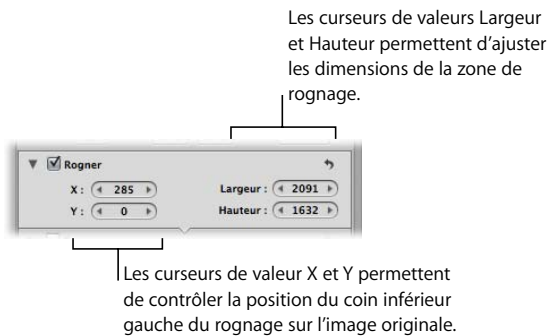 Les curseurs de valeurs Largeur
et Hauteur permettent d’ajuster
les dimensions de la zone de
rognage.
Rogner
X : 285 Largeur : 2091
Y : 0 Hauteur : 1632
Les curseurs de valeur X et Y permettent
de contrôler la position du coin inférieur
gauche du rognage sur l’image originale.